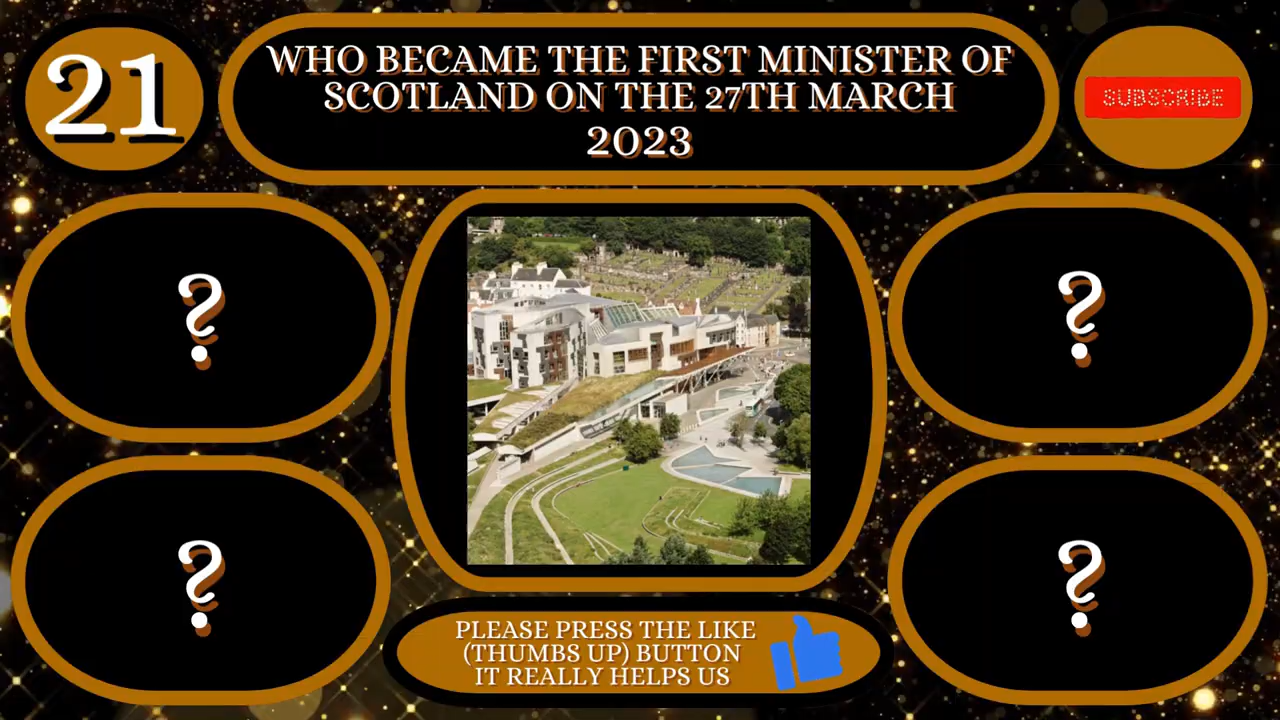 21
WHO BECAME THE FIRST MINISTER OF
SCOTLAND ON THE 27TH MARCH
2023
SUBSCRIBE
?
?
?
?
PLEASE PRESS THE LIKE
(THUMBS UP) BUTTON
IT REALLY HELPS US